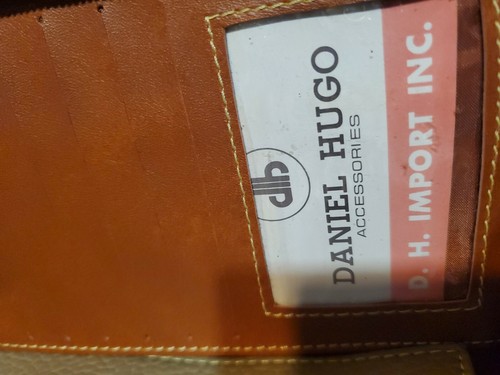 DANIEL HUGO
ACCESSORIES
D. H. IMPORT INC.